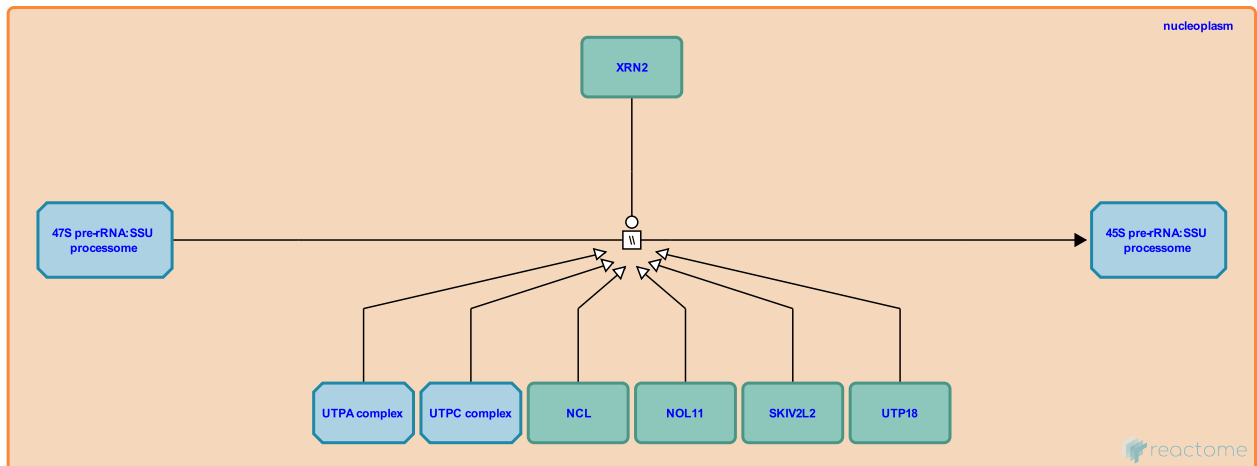 nucleoplasm
XRN2
47S pre-rRNA:SSU
processome
\\
45S pre-rRNA:SSU
processome
UTPA complex
UTPC complex
NCL
NOL11
SKIV2L2
UTP18
reactome